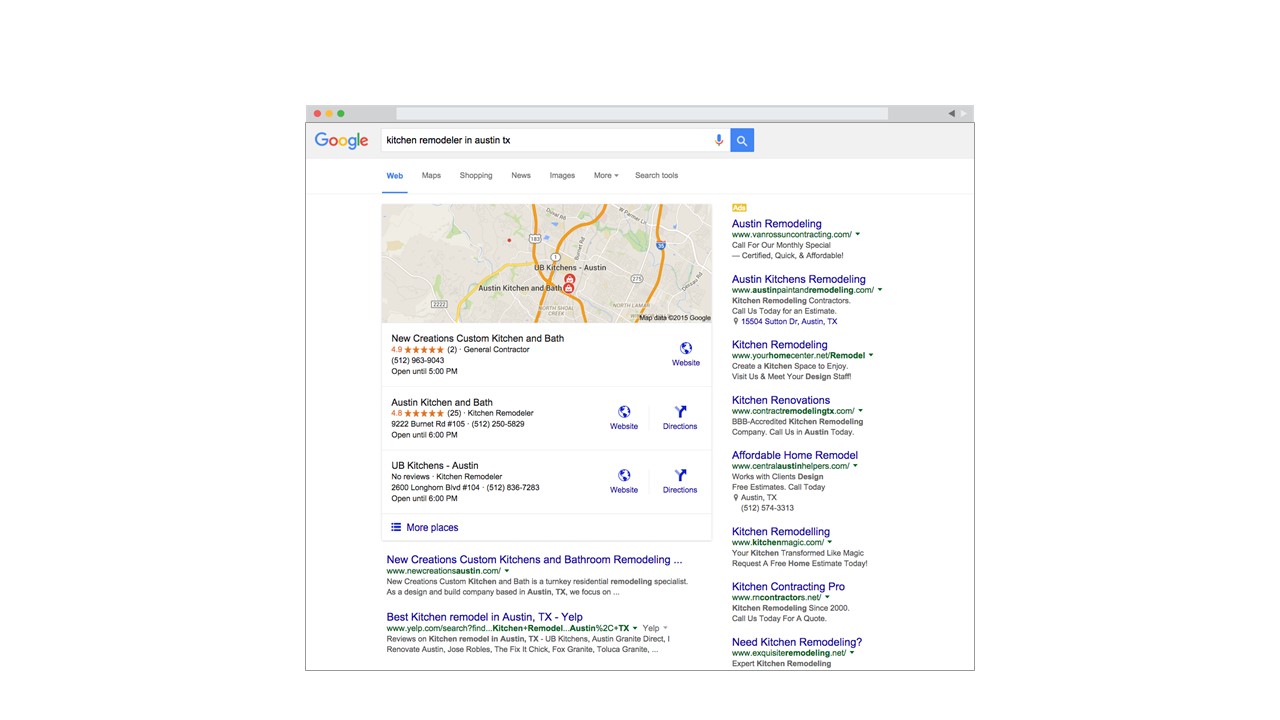 Google
kitchen remodeler in austin tx
Web Maps Shopping News Images More Search tools
Duval Rd
W Parmer Ln
183
Burnet Rd
35
1
UB Kitchens - Austin
275
Dessau Rd
Austin Kitchen and Bath
2222
NORTH SHOAL CREEK
NORTH LAMAR
Map data ©2015 Google
New Creations Custom Kitchen and Bath
4.9 ★★★★★ (2) · General Contractor
(512) 963-9043
Open until 5:00 PM
Website
Austin Kitchen and Bath
4.8 ★★★★★ (25) · Kitchen Remodeler
9222 Burnet Rd #105 · (512) 250-5829
Open until 6:00 PM
Website Directions
UB Kitchens - Austin
No reviews · Kitchen Remodeler
2600 Longhorn Blvd #104 · (512) 836-7283
Open until 6:00 PM
Website Directions
More places
New Creations Custom Kitchens and Bathroom Remodeling ...
www.newcreationsaustin.com/
New Creations Custom Kitchen and Bath is a turnkey residential remodeling specialist.
As a design and build company based in Austin, TX, we focus on ...
Best Kitchen remodel in Austin, TX - Yelp
www.yelp.com/search?find...Kitchen+Remodel...Austin%2C+TX Yelp
Reviews on Kitchen remodel in Austin, TX - UB Kitchens, Austin Granite Direct, I
Renovate Austin, Jose Robles, The Fix It Chick, Fox Granite, Toluca Granite, ...
Ads
Austin Remodeling
www.vanrossuncontracting.com/
Call For Our Monthly Special
— Certified, Quick, & Affordable!
Austin Kitchens Remodeling
www.austinpaintandremodeling.com/
Kitchen Remodeling Contractors.
Call Us Today for an Estimate.
15504 Sutton Dr, Austin, TX
Kitchen Remodeling
www.yourhomecenter.net/Remodel
Create a Kitchen Space to Enjoy.
Visit Us & Meet Your Design Staff!
Kitchen Renovations
www.contractremodelingtx.com/
BBB-Accredited Kitchen Remodeling
Company. Call Us in Austin Today.
Affordable Home Remodel
www.centralaustinhelpers.com/
Works with Clients Design
Free Estimates. Call Today
Austin, TX
(512) 574-3313
Kitchen Remodelling
www.kitchenmagic.com/
Your Kitchen Transformed Like Magic
Request A Free Home Estimate Today!
Kitchen Contracting Pro
www.rncontractors.net/
Kitchen Remodeling Since 2000.
Call Us Today For A Quote.
Need Kitchen Remodeling?
www.exquisiteremodeling.net/
Expert Kitchen Remodeling